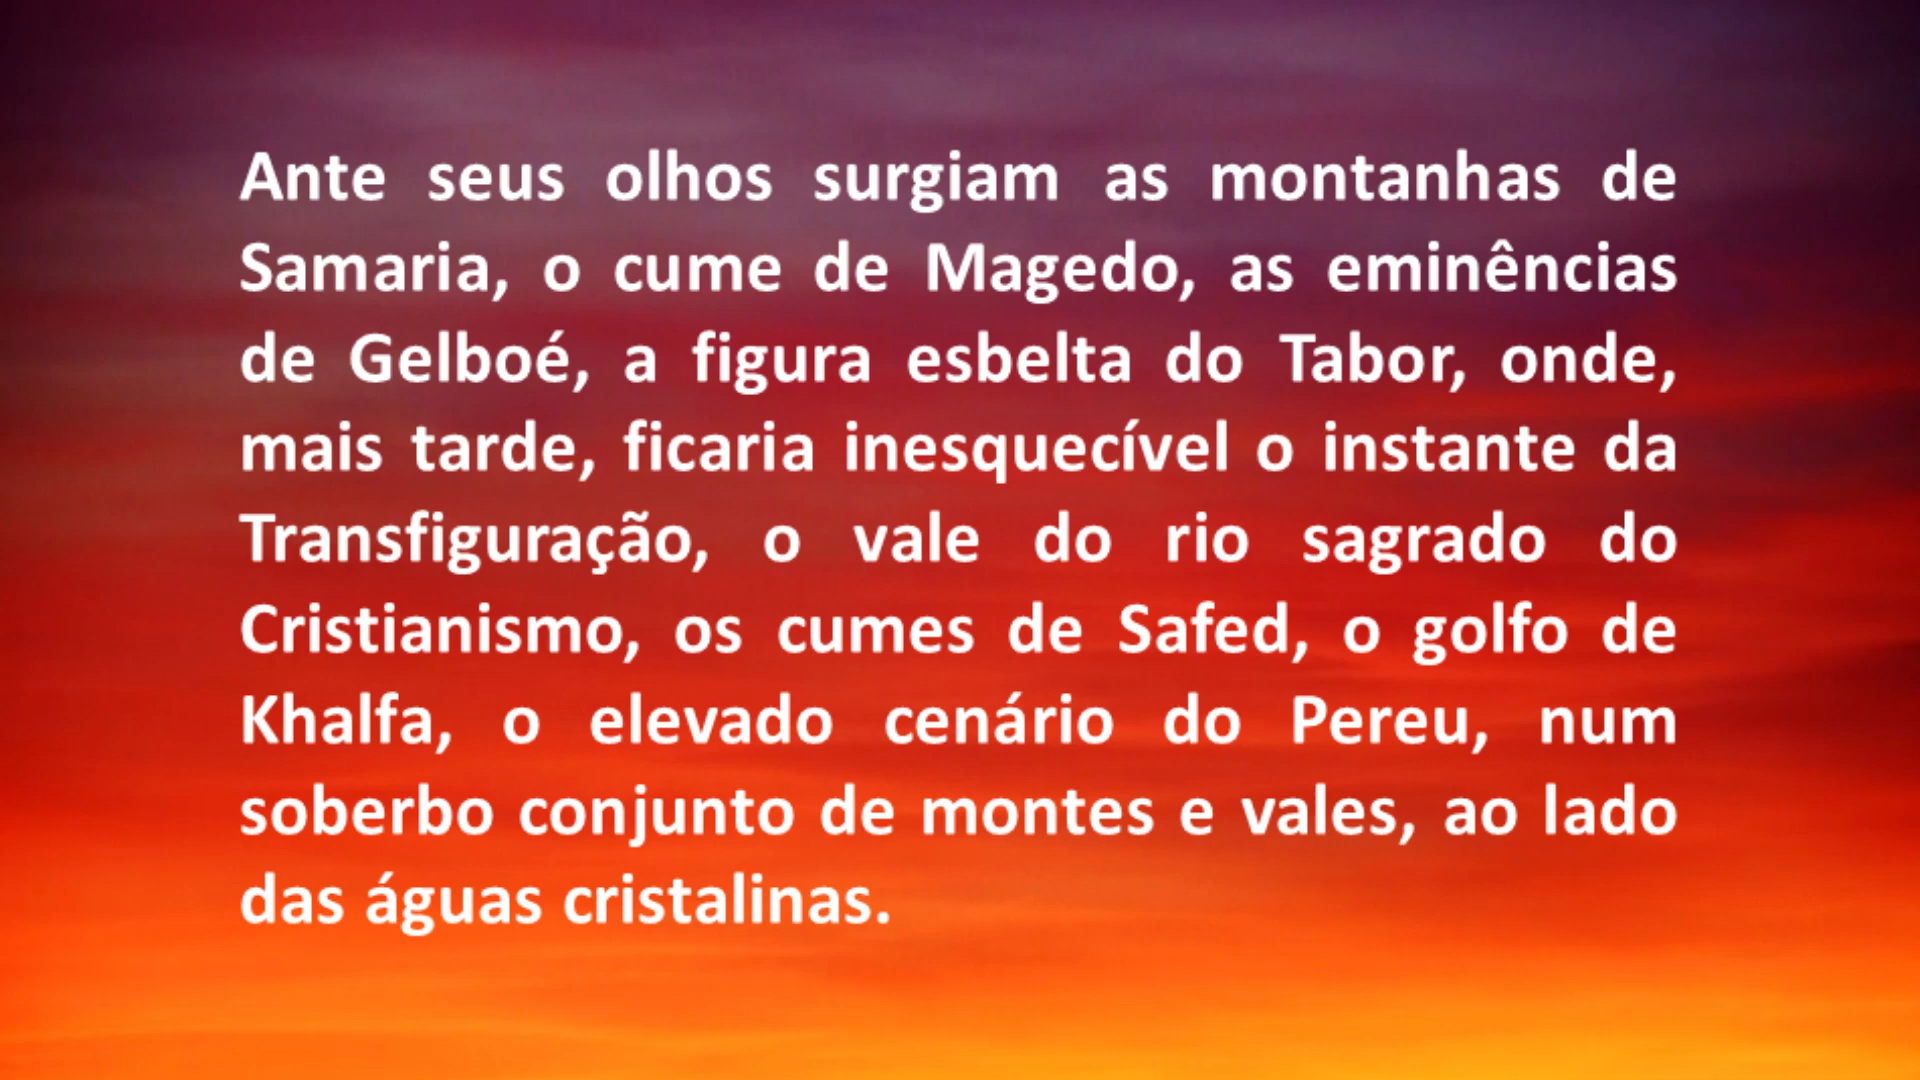 Ante seus olhos surgiam as montanhas de
Samaria, o cume de Magedo, as eminências
de Gelboé, a figura esbelta do Tabor, onde,
mais tarde, ficaria inesquecível o instante da
Transfiguração, o vale do rio sagrado do
Cristianismo, os cumes de Safed, o golfo de
Khalfa, o elevado cenário do Pereu, num
soberbo conjunto de montes e vales, ao lado
das águas cristalinas.